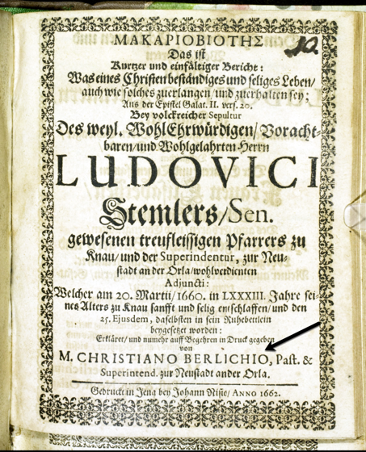 ΜΑΚΑΡΙΟΒΙΟΤΗΣ
Das ist
Kurtzer und einfältiger Bericht:
Was eines Christen beständiges und seliges Leben/
auch wie solches zuerlangen/und zuerhalten sey;
Aus der Epistel Galat. II. vers. 20.
Bey volckreicher Sepultur
Des weyl. WohlEhrwürdigen/Voracht-
baren/und Wohlgelahrten Herrn
LUDOVICI
Stemlers/Sen.
gewesenen treufleissigen Pfarrers zu
Knau/und der Superindentur, zur Neu-
stadt an der Orla/wohlverdienten
Adjuncti:
Welcher am 20. Martii/1660. in LXXXIII. Jahre sei-
nes Alters zu Knau sanfft und selig entschlaffen/und den
25. Ejusdem, daselbsten in sein Ruhebettlein
beygesetzet worden:
Erkläret/und numehr auff Begehren in Druck gegeben
von
M. CHRISTIANO BERLICHIO, Past. &
Superintend. zur Neustadt an der Orla.
Gedruckt in Jena bey Johann Nisio/ANNO 1662.